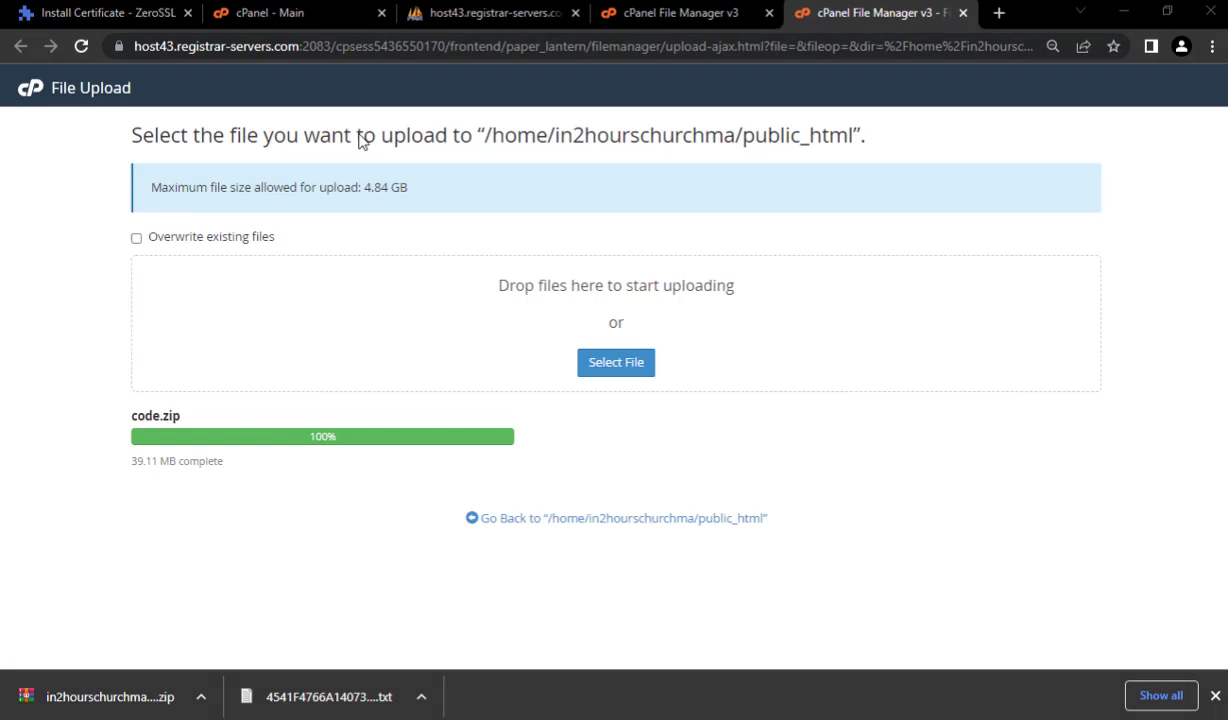 Install Certificate - ZeroSSL
cPanel - Main
host43.registrar-servers.co
cPanel File Manager v3
cPanel File Manager v3 - F
host43.registrar-servers.com:2083/cpsess5436550170/frontend/paper_lantern/filemanager/upload-ajax.html?file=&fileop=&dir=%2Fhome%2Fin2hoursc...
cP File Upload
Select the file you want to upload to “/home/in2hourschurchma/public_html”.
Maximum file size allowed for upload: 4.84 GB
Overwrite existing files
Drop files here to start uploading
or
Select File
code.zip
100%
39.11 MB complete
Go Back to “/home/in2hourschurchma/public_html”
in2hourschurchma....zip
4541F4766A14073....txt
Show all